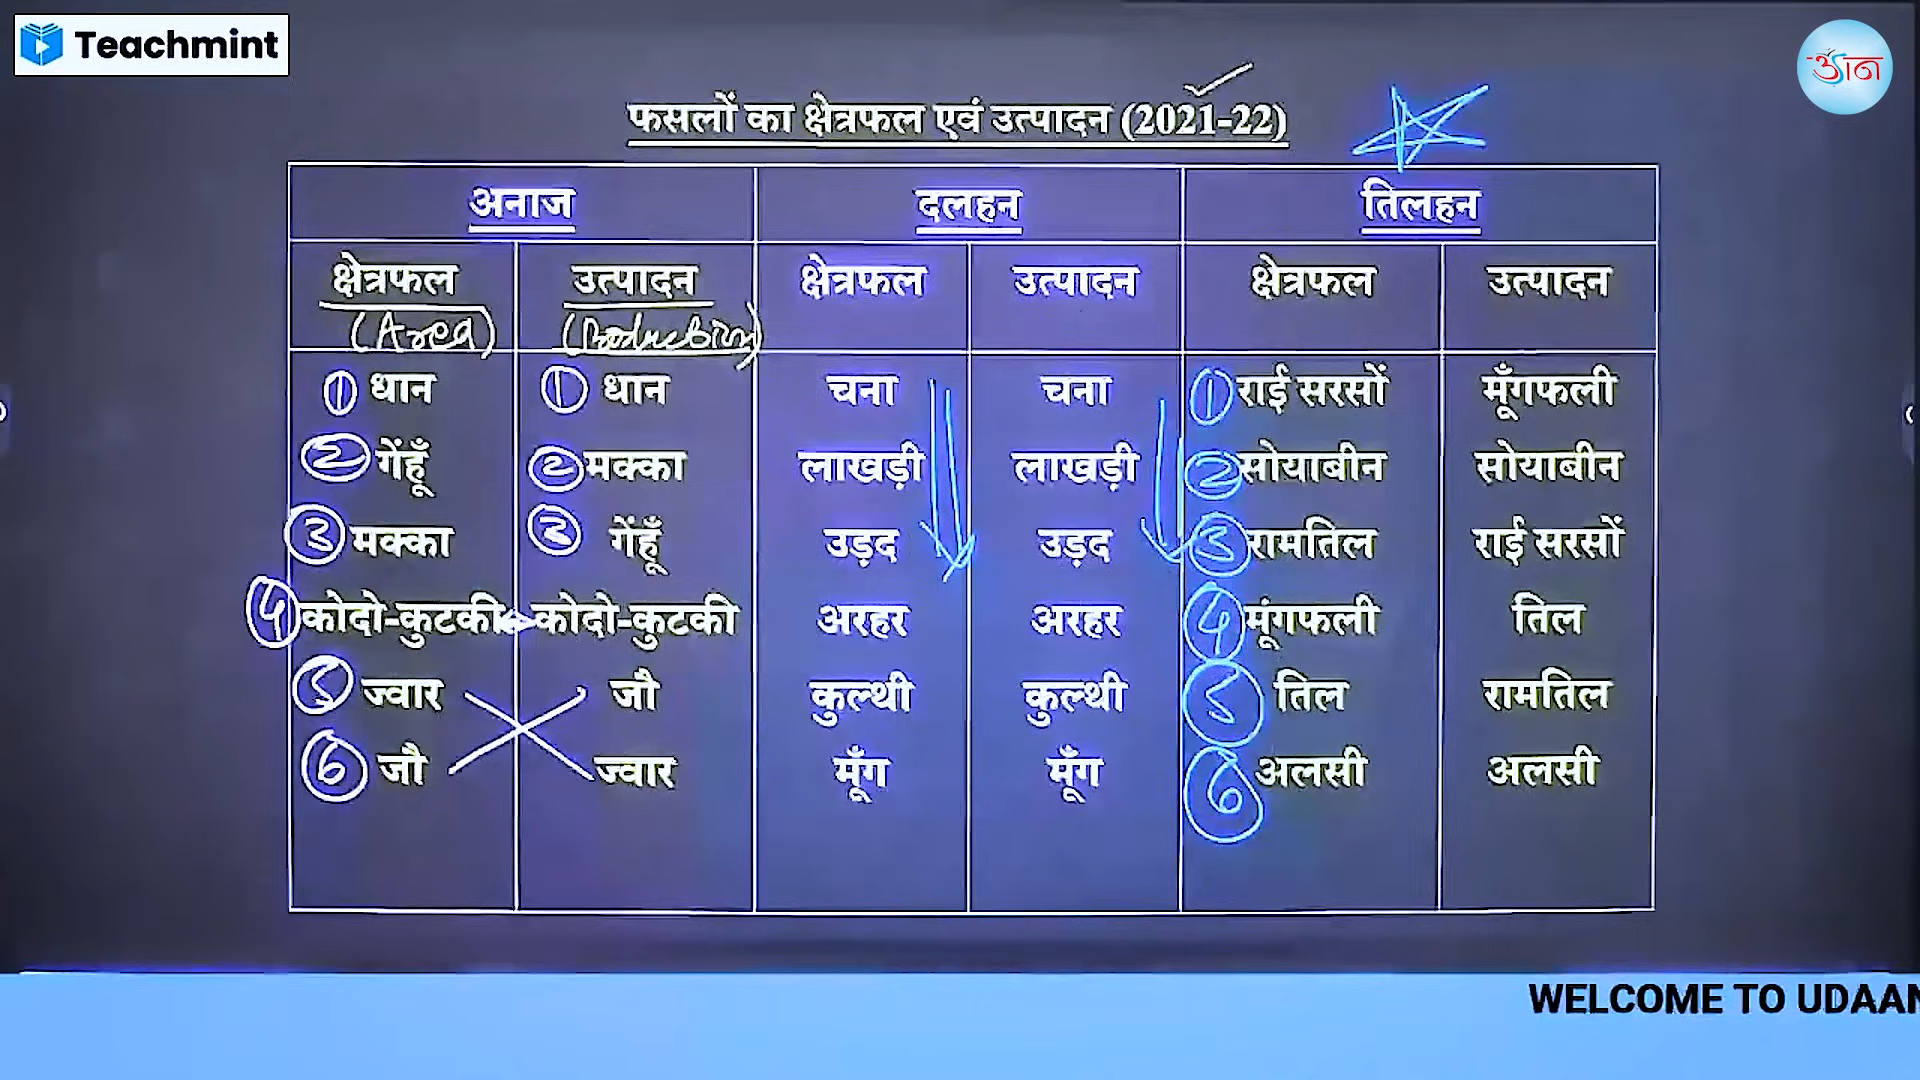 Teachmint
उड़ान
फसलों का क्षेत्रफल एवं उत्पादन (2021-22)
अनाज दलहन तिलहन
क्षेत्रफल उत्पादन क्षेत्रफल उत्पादन क्षेत्रफल उत्पादन
(Area) (Production)
① धान ① धान चना चना ① राई सरसों मूँगफली
② गेंहूँ ② मक्का लाखड़ी लाखड़ी ② सोयाबीन सोयाबीन
③ मक्का ③ गेंहूँ उड़द उड़द ③ रामतिल राई सरसों
④ कोदो-कुटकी कोदो-कुटकी अरहर अरहर ④ मूंगफली तिल
⑤ ज्वार जौ कुल्थी कुल्थी ⑤ तिल रामतिल
⑥ जौ ज्वार मूँग मूँग ⑥ अलसी अलसी
WELCOME TO UDAAN